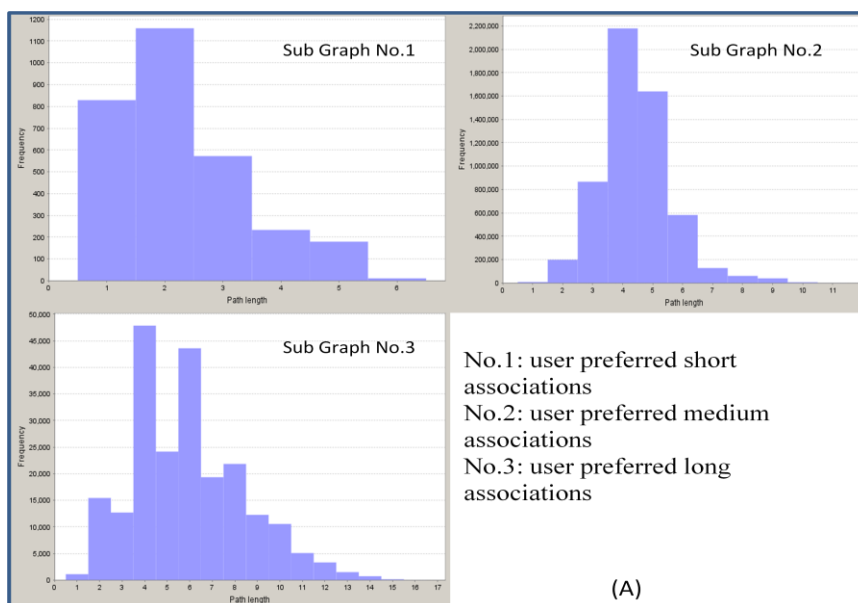 Sub Graph No.1
1200
1100
1000
900
800
700
600
500
400
300
200
100
0
Frequency
0 1 2 3 4 5 6
Path length
Sub Graph No.2
2,200,000
2,000,000
1,800,000
1,600,000
1,400,000
1,200,000
1,000,000
800,000
600,000
400,000
200,000
0
Frequency
0 1 2 3 4 5 6 7 8 9 10 11
Path length
Sub Graph No.3
50,000
45,000
40,000
35,000
30,000
25,000
20,000
15,000
10,000
5,000
0
Frequency
0 1 2 3 4 5 6 7 8 9 10 11 12 13 14 15 16 17
Path length
No.1: user preferred short
associations
No.2: user preferred medium
associations
No.3: user preferred long
associations
(A)